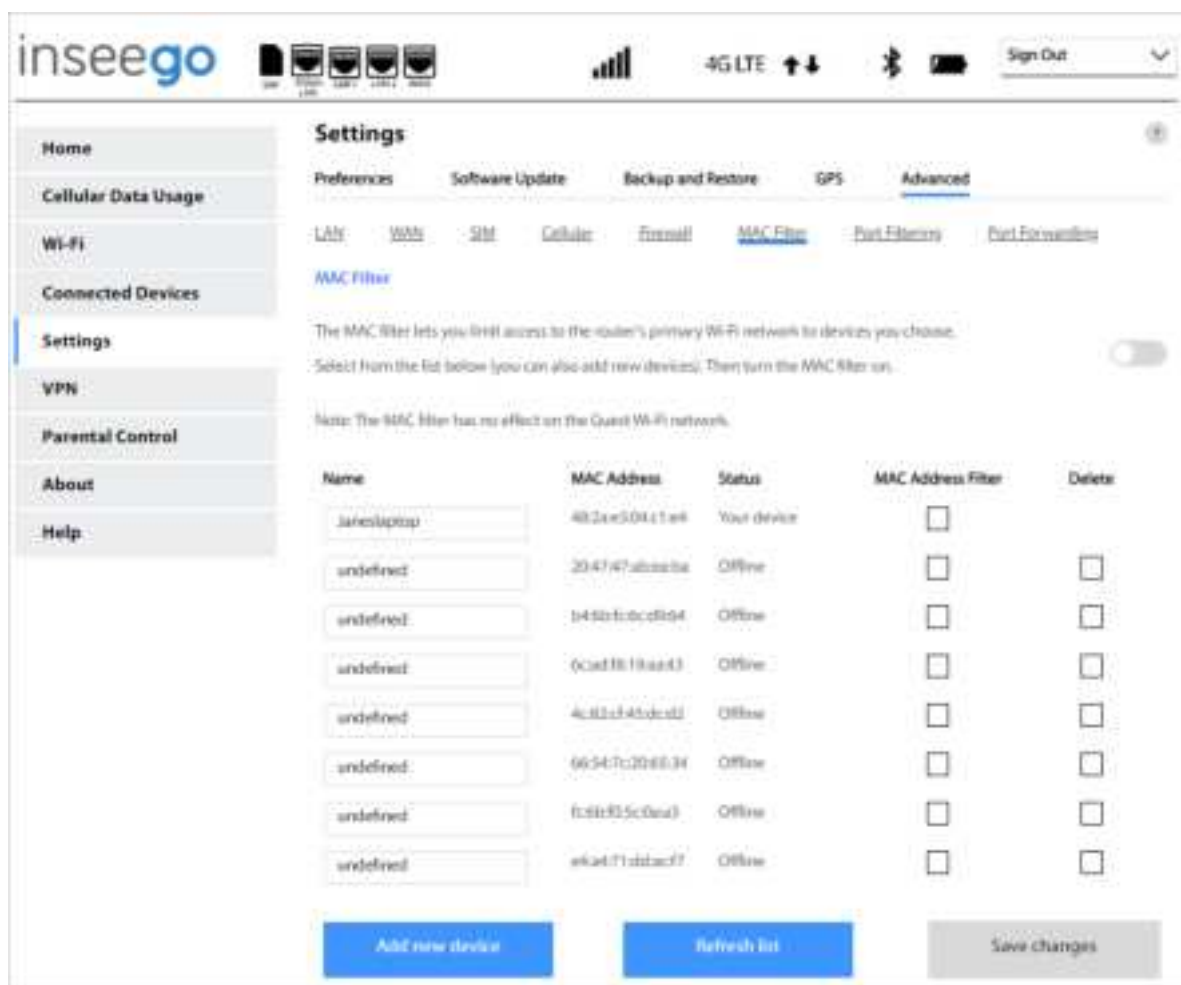 inseego
4G LTE
Sign Out
Home
Cellular Data Usage
Wi-Fi
Connected Devices
Settings
VPN
Parental Control
About
Help
Settings
Preferences Software Update Backup and Restore GPS Advanced
LAN WAN SIM Cellular Firewall MAC Filter Port Filtering Port Forwarding
MAC Filter
The MAC filter lets you limit access to the router's primary Wi-Fi network to devices you choose.
Select from the list below (you can also add new devices). Then turn the MAC filter on.
Note: The MAC filter has no effect on the Guest Wi-Fi network.
Name MAC Address Status MAC Address Filter Delete
Janeslaptop Your device
undefined Offline
undefined Offline
undefined Offline
undefined Offline
undefined Offline
undefined Offline
undefined Offline
Add new device Refresh list Save changes